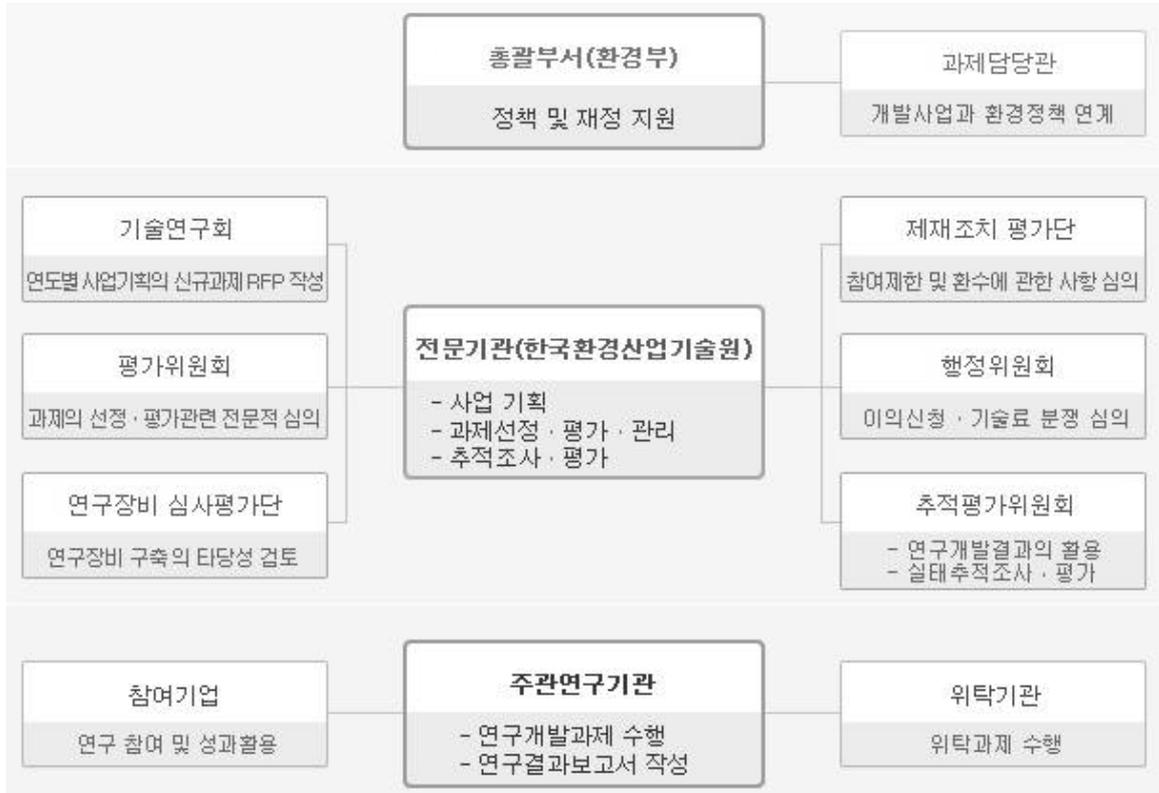 총괄부서(환경부)
정책 및 재정 지원
과제담당관
개발사업과 환경정책 연계
기술연구회
연도별 사업기획의 신규과제 RFP 작성
평가위원회
과제의 선정·평가관련 전문적 심의
연구장비 심사평가단
연구장비 구축의 타당성 검토
전문기관(한국환경산업기술원)
- 사업 기획
- 과제선정·평가·관리
- 추적조사·평가
제재조치 평가단
참여제한 및 환수에 관한 사항 심의
행정위원회
이의신청·기술료 분쟁 심의
추적평가위원회
- 연구개발결과의 활용
- 실태추적조사·평가
참여기업
연구 참여 및 성과활용
주관연구기관
- 연구개발과제 수행
- 연구결과보고서 작성
위탁기관
위탁과제 수행